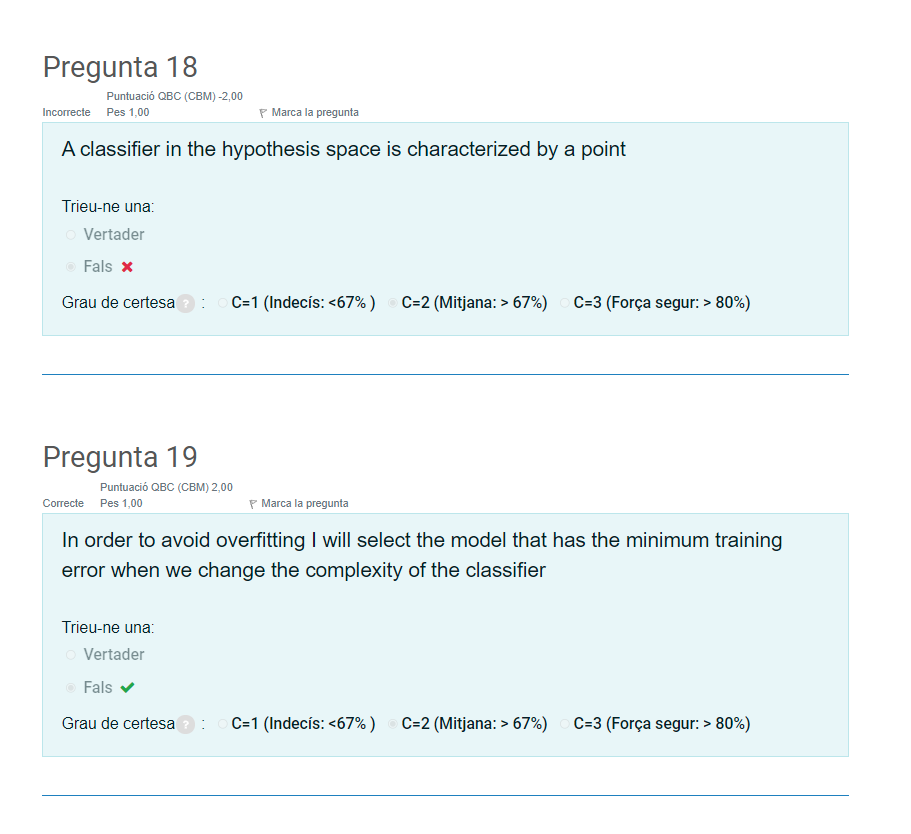 Pregunta 18
Puntuació QBC (CBM) -2,00
Incorrecte Pes 1,00 Marca la pregunta
A classifier in the hypothesis space is characterized by a point
Trieu-ne una:
Vertader
Fals
Grau de certesa ? : C=1 (Indecís: <67% ) C=2 (Mitjana: > 67%) C=3 (Força segur: > 80%)
Pregunta 19
Puntuació QBC (CBM) 2,00
Correcte Pes 1,00 Marca la pregunta
In order to avoid overfitting I will select the model that has the minimum training
error when we change the complexity of the classifier
Trieu-ne una:
Vertader
Fals
Grau de certesa ? : C=1 (Indecís: <67% ) C=2 (Mitjana: > 67%) C=3 (Força segur: > 80%)